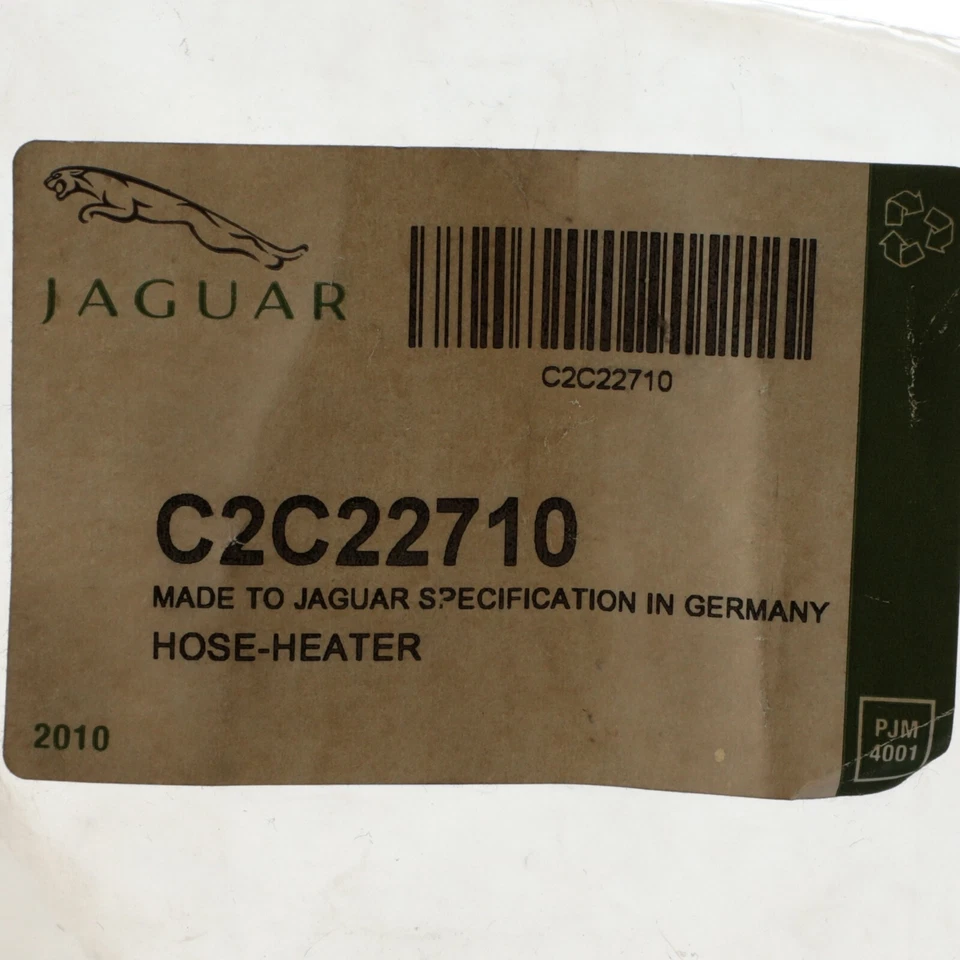 JAGUAR
C2C22710
C2C22710
MADE TO JAGUAR SPECIFICATION IN GERMANY
HOSE-HEATER
2010
PJM
4001